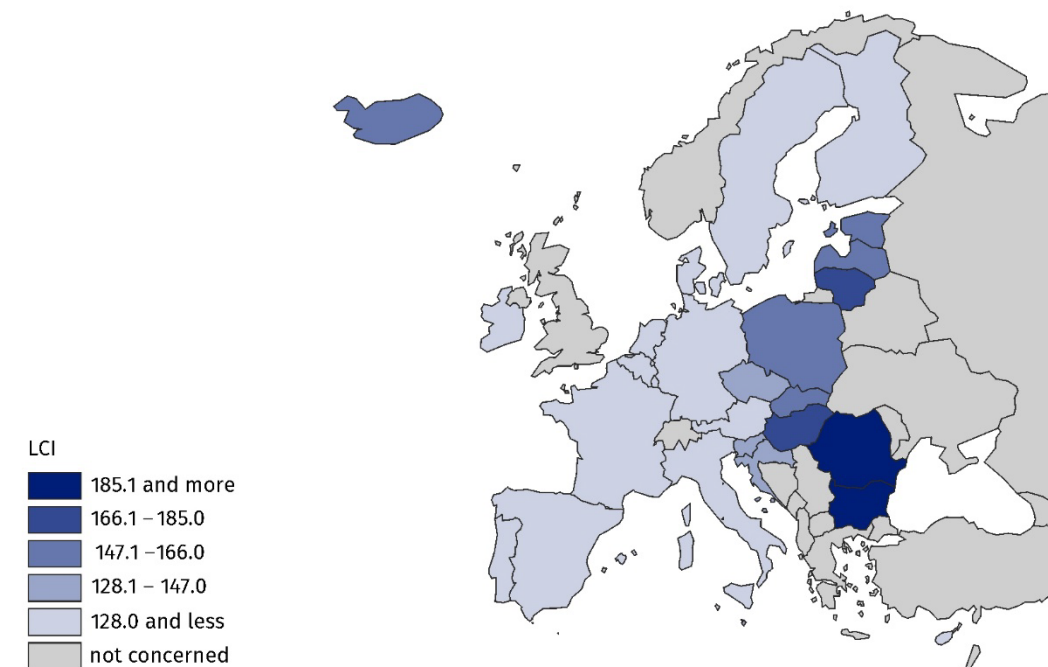 LCI
185.1 and more
166.1 – 185.0
147.1 – 166.0
128.1 – 147.0
128.0 and less
not concerned